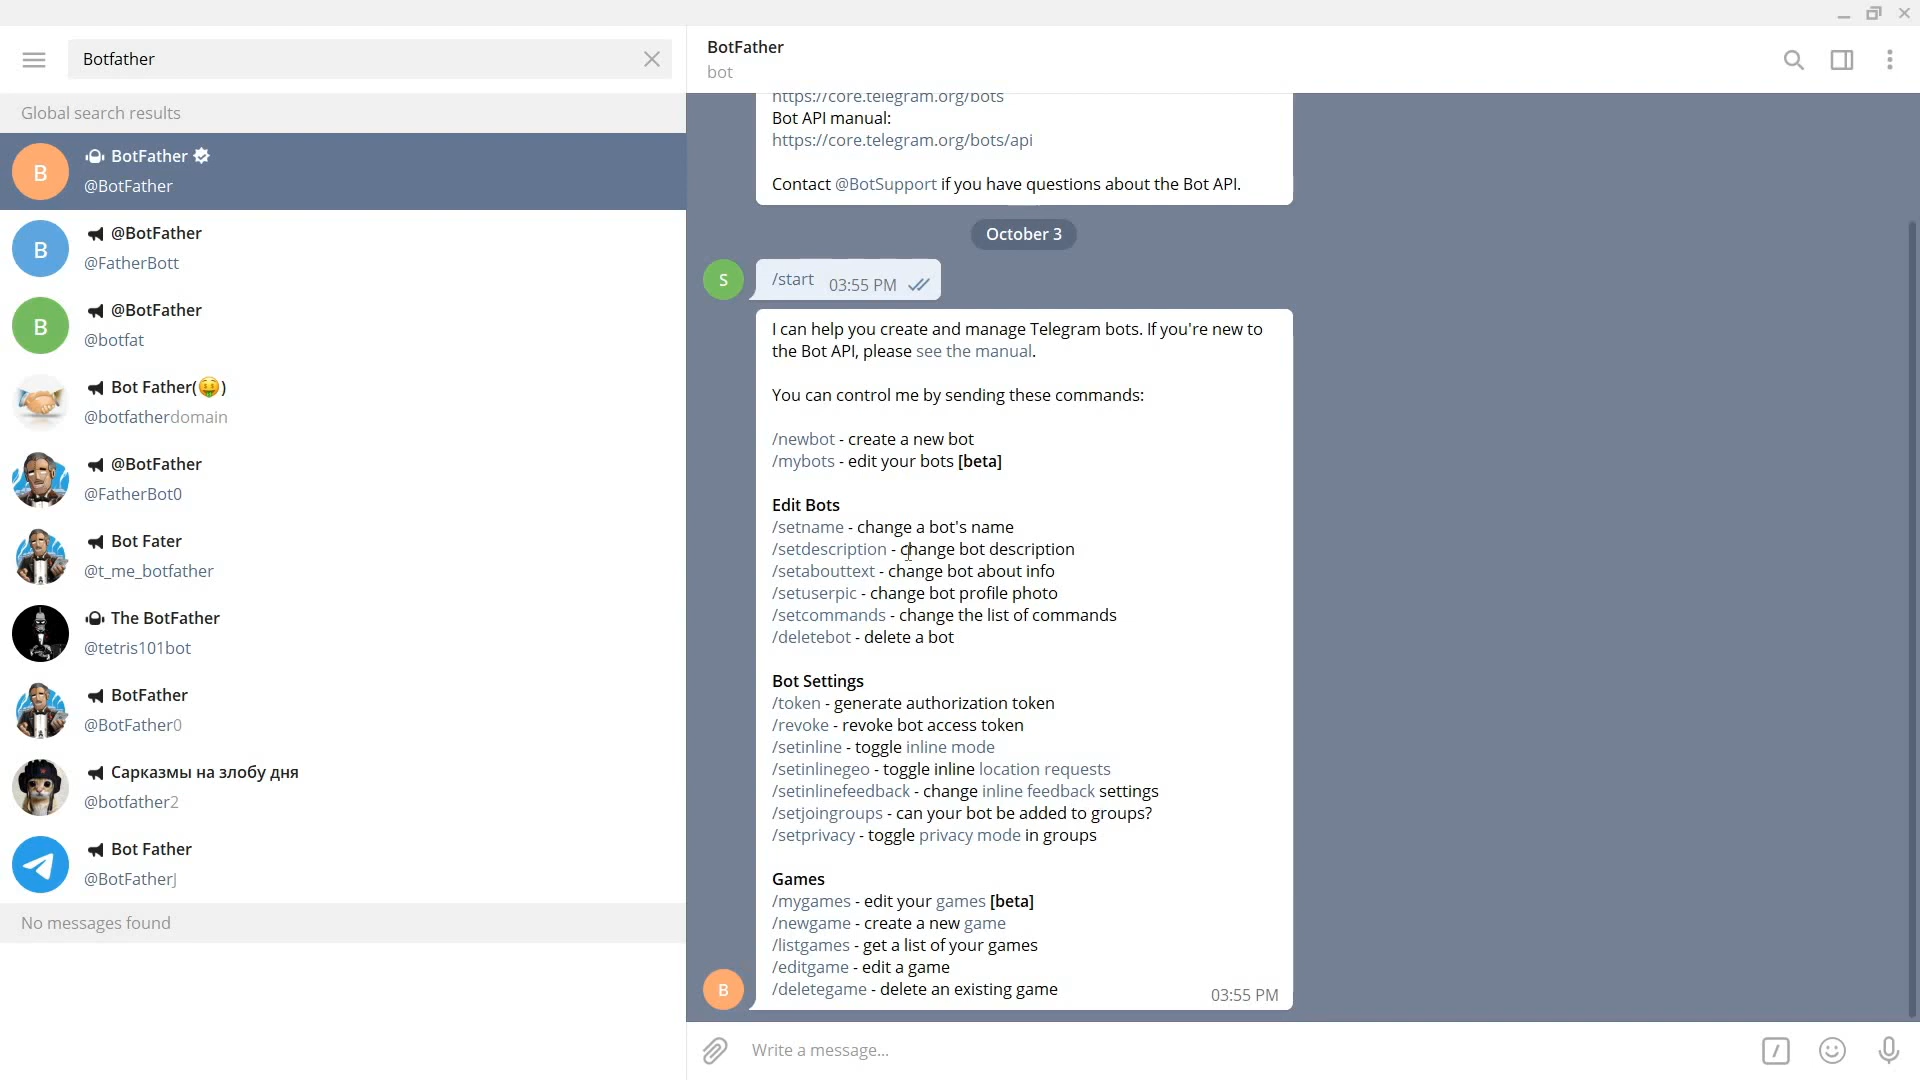 Botfather
Global search results
B
BotFather
@BotFather
B
@BotFather
@FatherBott
B
@BotFather
@botfat
Bot Father(🤑)
@botfatherdomain
@BotFather
@FatherBot0
Bot Fater
@t_me_botfather
The BotFather
@tetris101bot
BotFather
@BotFather0
Сарказмы на злобу дня
@botfather2
Bot Father
@BotFatherJ
No messages found
BotFather
bot
https://core.telegram.org/bots
Bot API manual:
https://core.telegram.org/bots/api
Contact @BotSupport if you have questions about the Bot API.
October 3
S
/start 03:55 PM
I can help you create and manage Telegram bots. If you're new to
the Bot API, please see the manual.
You can control me by sending these commands:
/newbot - create a new bot
/mybots - edit your bots [beta]
Edit Bots
/setname - change a bot's name
/setdescription - change bot description
/setabouttext - change bot about info
/setuserpic - change bot profile photo
/setcommands - change the list of commands
/deletebot - delete a bot
Bot Settings
/token - generate authorization token
/revoke - revoke bot access token
/setinline - toggle inline mode
/setinlinegeo - toggle inline location requests
/setinlinefeedback - change inline feedback settings
/setjoingroups - can your bot be added to groups?
/setprivacy - toggle privacy mode in groups
Games
/mygames - edit your games [beta]
/newgame - create a new game
/listgames - get a list of your games
/editgame - edit a game
/deletegame - delete an existing game
03:55 PM
B
Write a message...